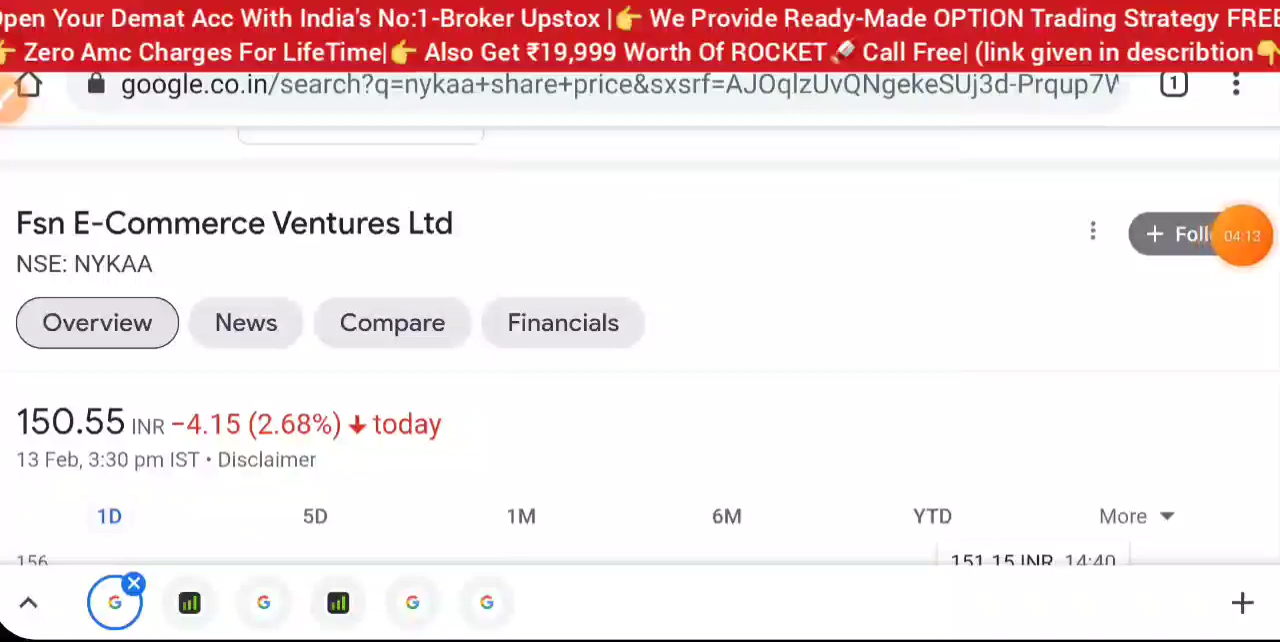 pen Your Demat Acc With India's No:1-Broker Upstox |👉 We Provide Ready-Made OPTION Trading Strategy FREE
👉 Zero Amc Charges For LifeTime|👉 Also Get ₹19,999 Worth Of ROCKET🚀 Call Free| (link given in describtion👇
google.co.in/search?q=nykaa+share+price&sxsrf=AJOqlzUvQNgekeSUj3d-Prqup7V
1
Fsn E-Commerce Ventures Ltd
NSE: NYKAA
+ Foll
04:13
Overview News Compare Financials
150.55 INR −4.15 (2.68%) ↓ today
13 Feb, 3:30 pm IST • Disclaimer
1D 5D 1M 6M YTD More
156 151.15 INR 14:40